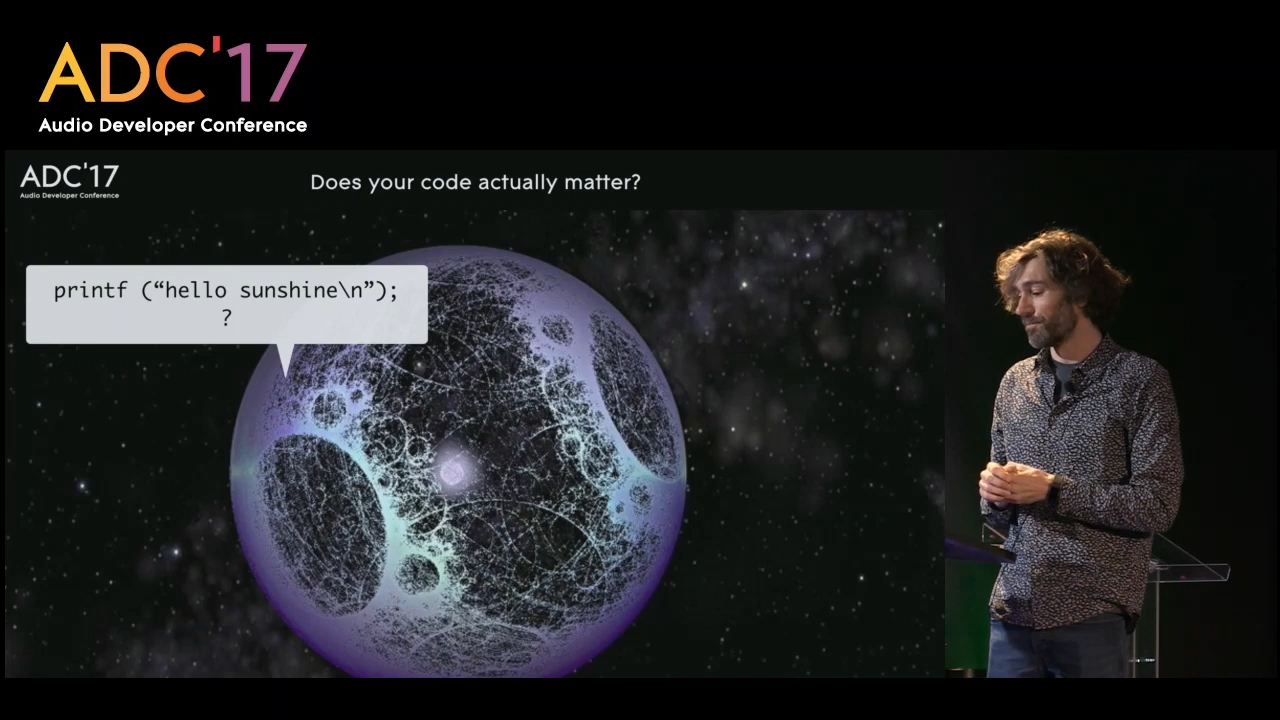 ADC'17
Audio Developer Conference
ADC'17
Audio Developer Conference
Does your code actually matter?
printf (“hello sunshine\n”);
?